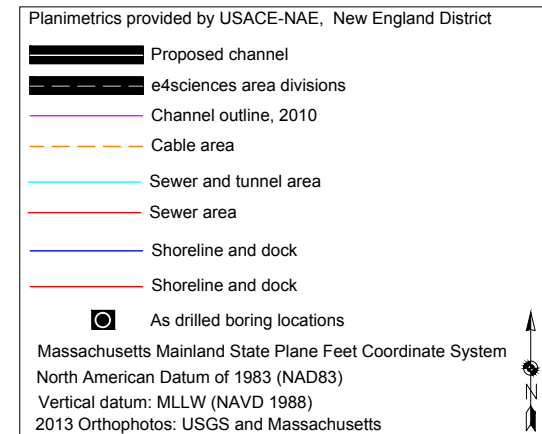 Planimetrics provided by USACE-NAE, New England District
Proposed channel
e4sciences area divisions
Channel outline, 2010
Cable area
Sewer and tunnel area
Sewer area
Shoreline and dock
Shoreline and dock
As drilled boring locations
Massachusetts Mainland State Plane Feet Coordinate System
North American Datum of 1983 (NAD83)
Vertical datum: MLLW (NAVD 1988)
2013 Orthophotos: USGS and Massachusetts
N